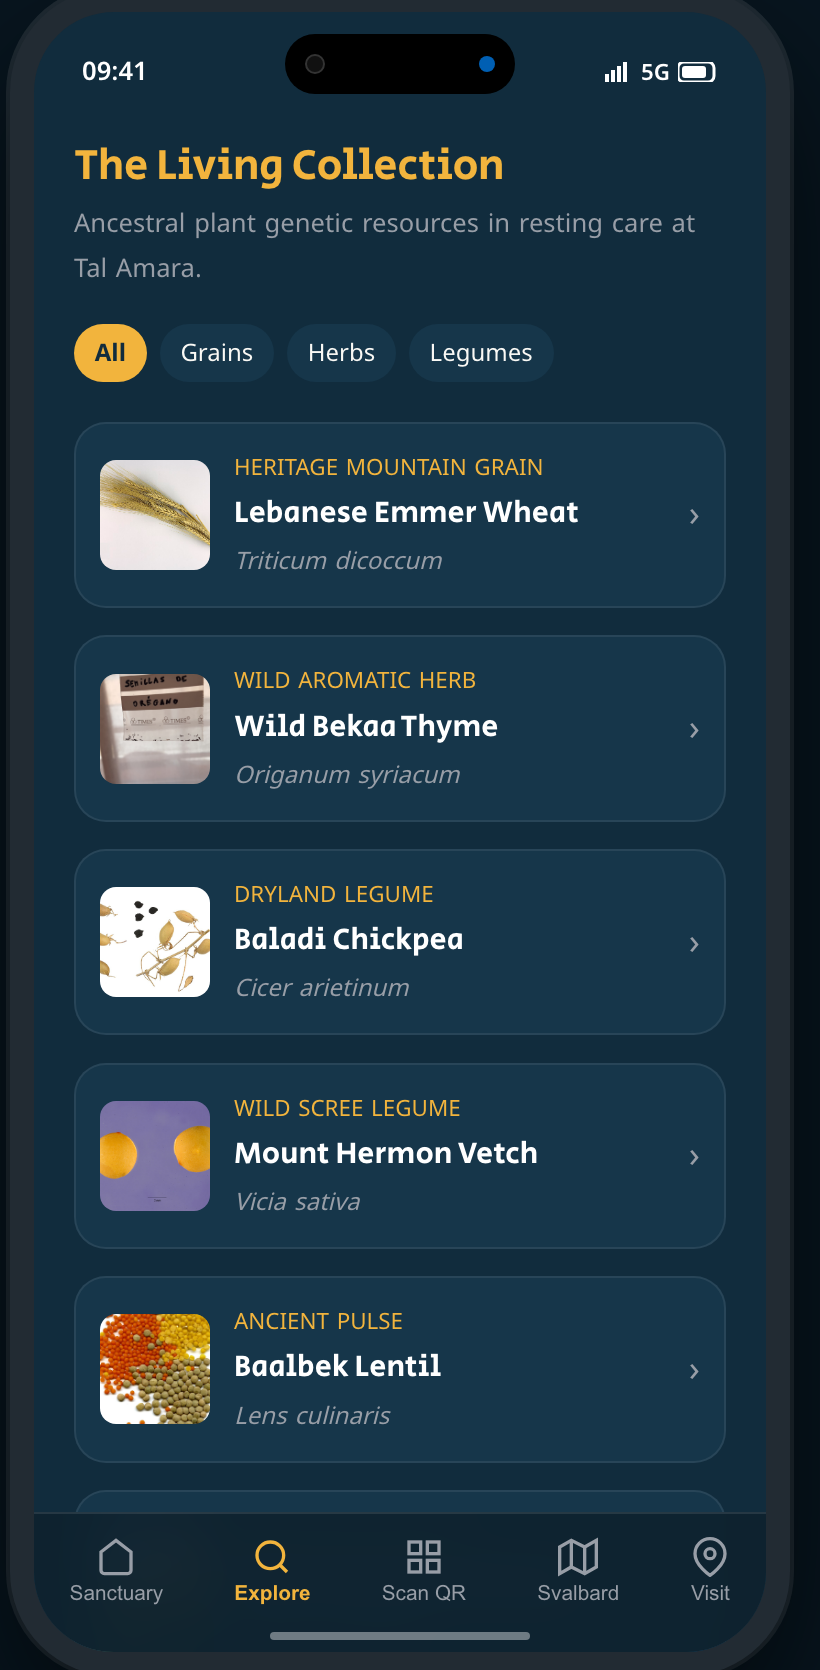 09:41
5G
The Living Collection
Ancestral plant genetic resources in resting care at
Tal Amara.
All
Grains
Herbs
Legumes
HERITAGE MOUNTAIN GRAIN
Lebanese Emmer Wheat
Triticum dicoccum
›
SEMILLAS DE
ORÉGANO
WILD AROMATIC HERB
Wild Bekaa Thyme
Origanum syriacum
›
DRYLAND LEGUME
Baladi Chickpea
Cicer arietinum
›
WILD SCREE LEGUME
Mount Hermon Vetch
Vicia sativa
›
ANCIENT PULSE
Baalbek Lentil
Lens culinaris
›
Sanctuary
Explore
Scan QR
Svalbard
Visit